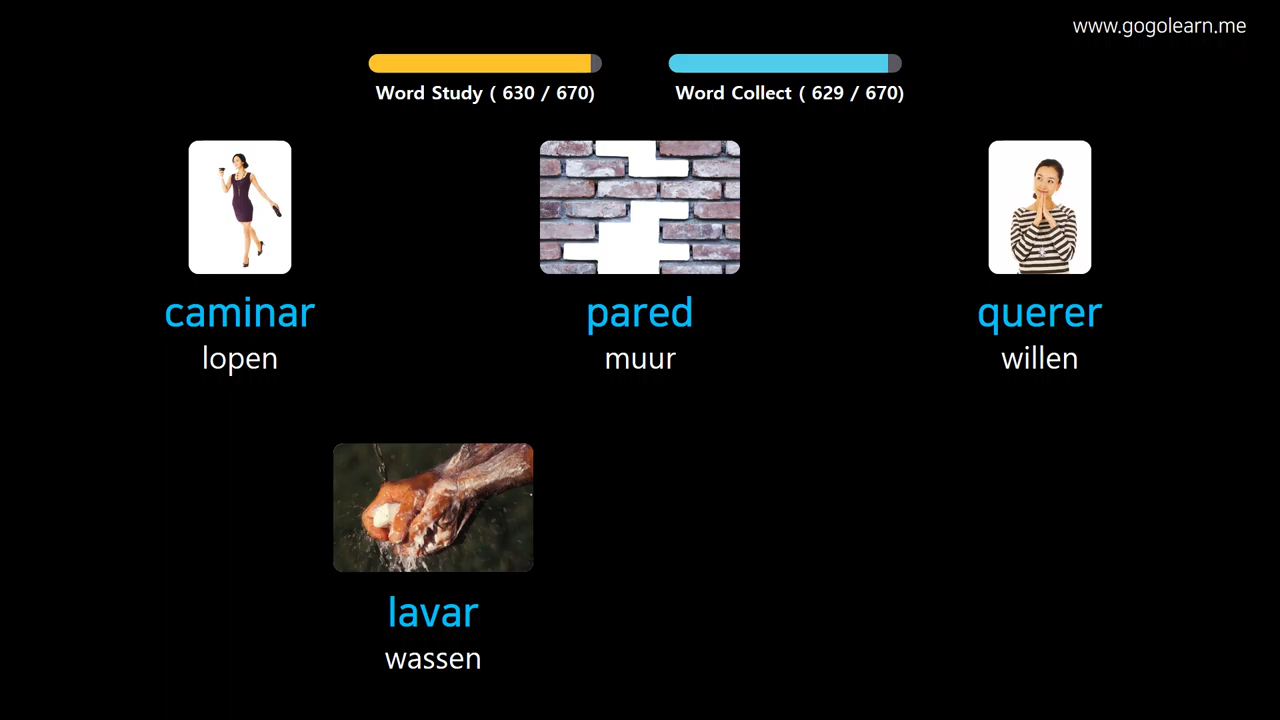 www.gogolearn.me
Word Study ( 630 / 670)
Word Collect ( 629 / 670)
caminar
lopen
pared
muur
querer
willen
lavar
wassen